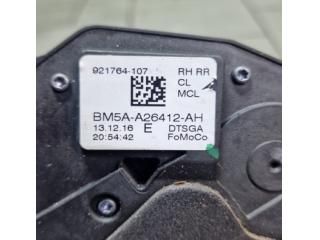 921764-107 RH RR
CL
MCL
BM5A-A26412-AH
13.12.16 E DTSGA
20:54:42 FoMoCo